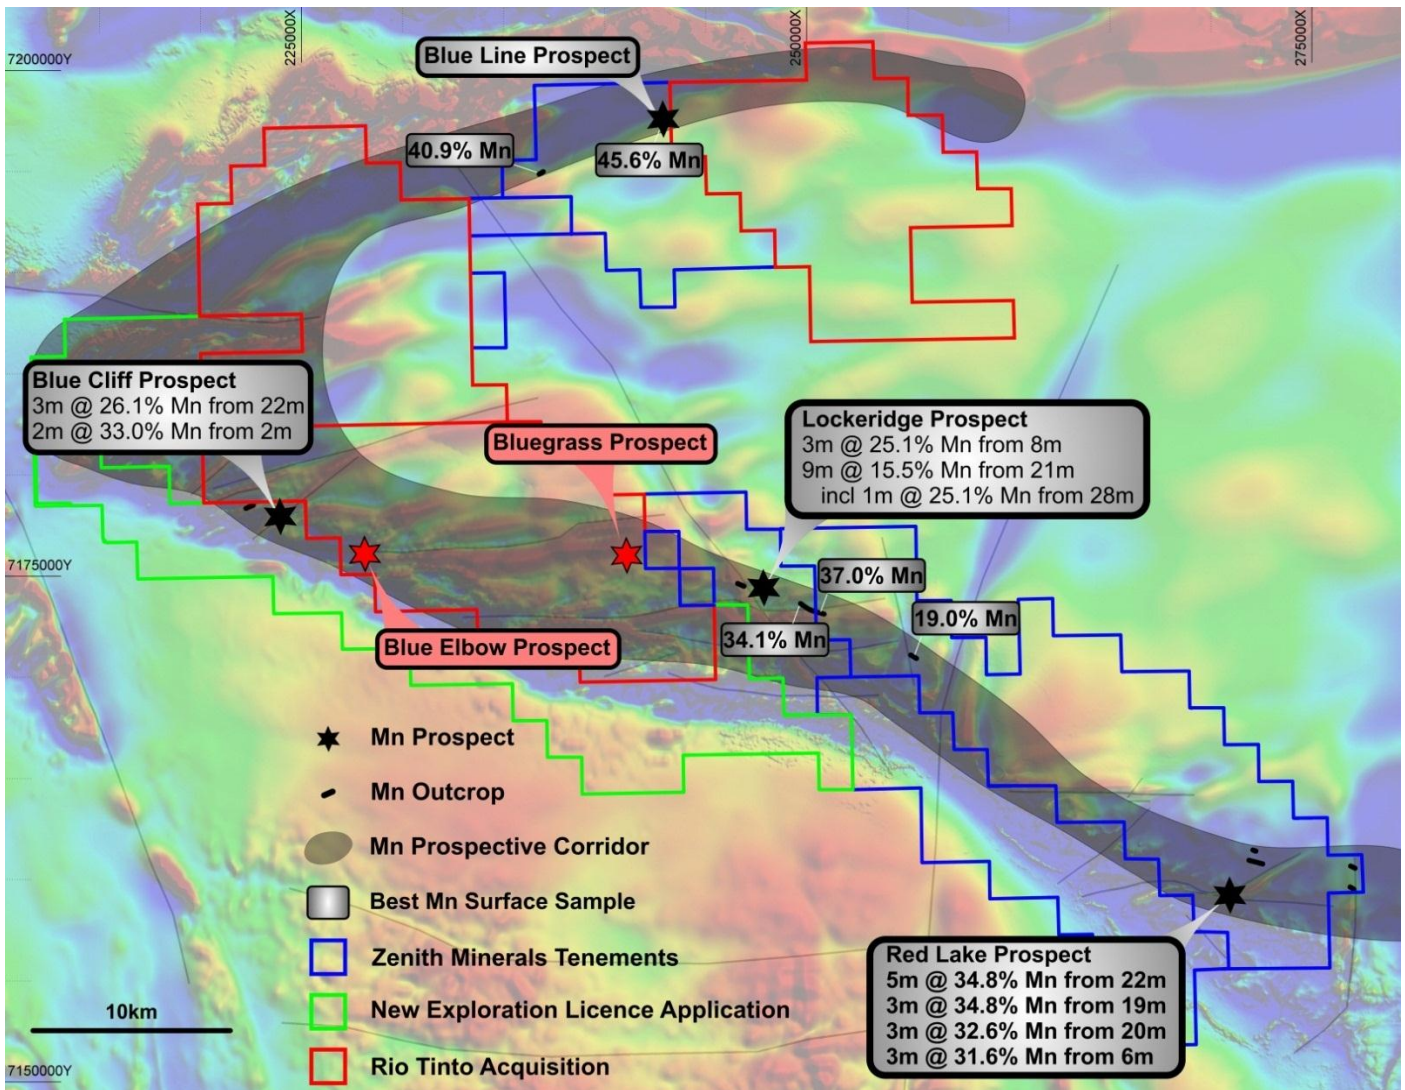 225000X
250000X
275000X
7200000Y
Blue Line Prospect
40.9% Mn
45.6% Mn
Blue Cliff Prospect
3m @ 26.1% Mn from 22m
2m @ 33.0% Mn from 2m
Bluegrass Prospect
Lockeridge Prospect
3m @ 25.1% Mn from 8m
9m @ 15.5% Mn from 21m
incl 1m @ 25.1% Mn from 28m
7175000Y
37.0% Mn
19.0% Mn
34.1% Mn
Blue Elbow Prospect
Mn Prospect
Mn Outcrop
Mn Prospective Corridor
Best Mn Surface Sample
Zenith Minerals Tenements
New Exploration Licence Application
Rio Tinto Acquisition
10km
Red Lake Prospect
5m @ 34.8% Mn from 22m
3m @ 34.8% Mn from 19m
3m @ 32.6% Mn from 20m
3m @ 31.6% Mn from 6m
7150000Y